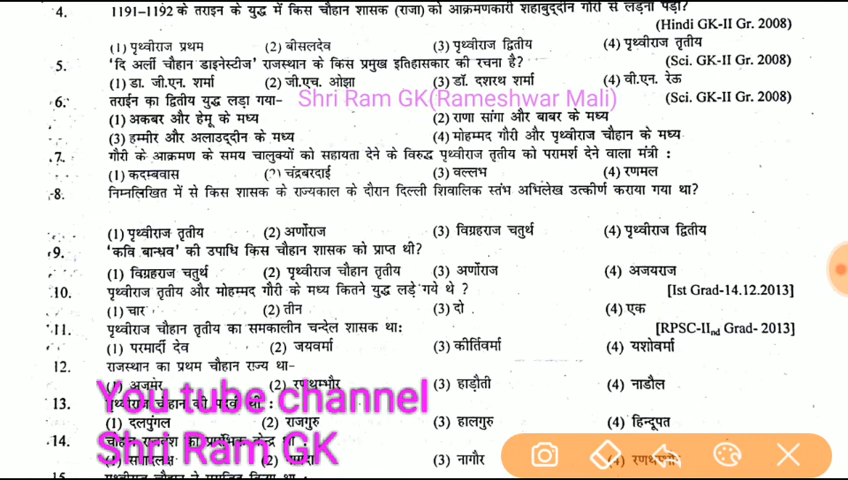 4. 1191-1192 के तराइन के युद्ध में किस चौहान शासक (राजा) को आक्रमणकारी शहाबुद्दीन गोरी से लड़ना पड़ा?
(Hindi GK-II Gr. 2008)
(1) पृथ्वीराज प्रथम (2) बीसलदेव (3) पृथ्वीराज द्वितीय (4) पृथ्वीराज तृतीय
5. 'दि अर्ली चौहान डाइनेस्टीज' राजस्थान के किस प्रमुख इतिहासकार की रचना है? (Sci. GK-II Gr. 2008)
(1) डा. जी.एन. शर्मा (2) जी.एच. ओझा (3) डॉ. दशरथ शर्मा (4) वी.एन. रेऊ
6. तराईन का द्वितीय युद्ध लड़ा गया- Shri Ram GK(Rameshwar Mali) (Sci. GK-II Gr. 2008)
(1) अकबर और हेमू के मध्य (2) राणा सांगा और बाबर के मध्य
(3) हम्मीर और अलाउद्दीन के मध्य (4) मोहम्मद गौरी और पृथ्वीराज चौहान के मध्य
7. गौरी के आक्रमण के समय चालुक्यों को सहायता देने के विरुद्ध पृथ्वीराज तृतीय को परामर्श देने वाला मंत्री :
(1) कदम्बवास (2) चंद्रबरदाई (3) वल्लभ (4) रणमल
8. निम्नलिखित में से किस शासक के राज्यकाल के दौरान दिल्ली शिवालिक स्तंभ अभिलेख उत्कीर्ण कराया गया था?
(1) पृथ्वीराज तृतीय (2) अर्णोराज (3) विग्रहराज चतुर्थ (4) पृथ्वीराज द्वितीय
9. 'कवि बान्धव' की उपाधि किस चौहान शासक को प्राप्त थी?
(1) विग्रहराज चतुर्थ (2) पृथ्वीराज चौहान तृतीय (3) अर्णोराज (4) अजयराज
10. पृथ्वीराज तृतीय और मोहम्मद गौरी के मध्य कितने युद्ध लड़े गये थे ? [Ist Grad-14.12.2013]
(1) चार (2) तीन (3) दो (4) एक
11. पृथ्वीराज चौहान तृतीय का समकालीन चन्देल शासक था: [RPSC-IInd Grad- 2013]
(1) परमार्दी देव (2) जयवर्मा (3) कीर्तिवर्मा (4) यशोवर्मा
12. राजस्थान का प्रथम चौहान राज्य था-
(1) अजमेर (2) रणथम्भौर (3) हाड़ौती (4) नाडौल
You tube channel
13. पृथ्वीराज चौहान की पदवी थी :
(1) दलपुंगल (2) राजगुरु (3) हालगुरु (4) हिन्दूपत
Shri Ram GK
14. चौहान राजवंश का प्रारंभिक केन्द्र था :
(3) नागौर
15.